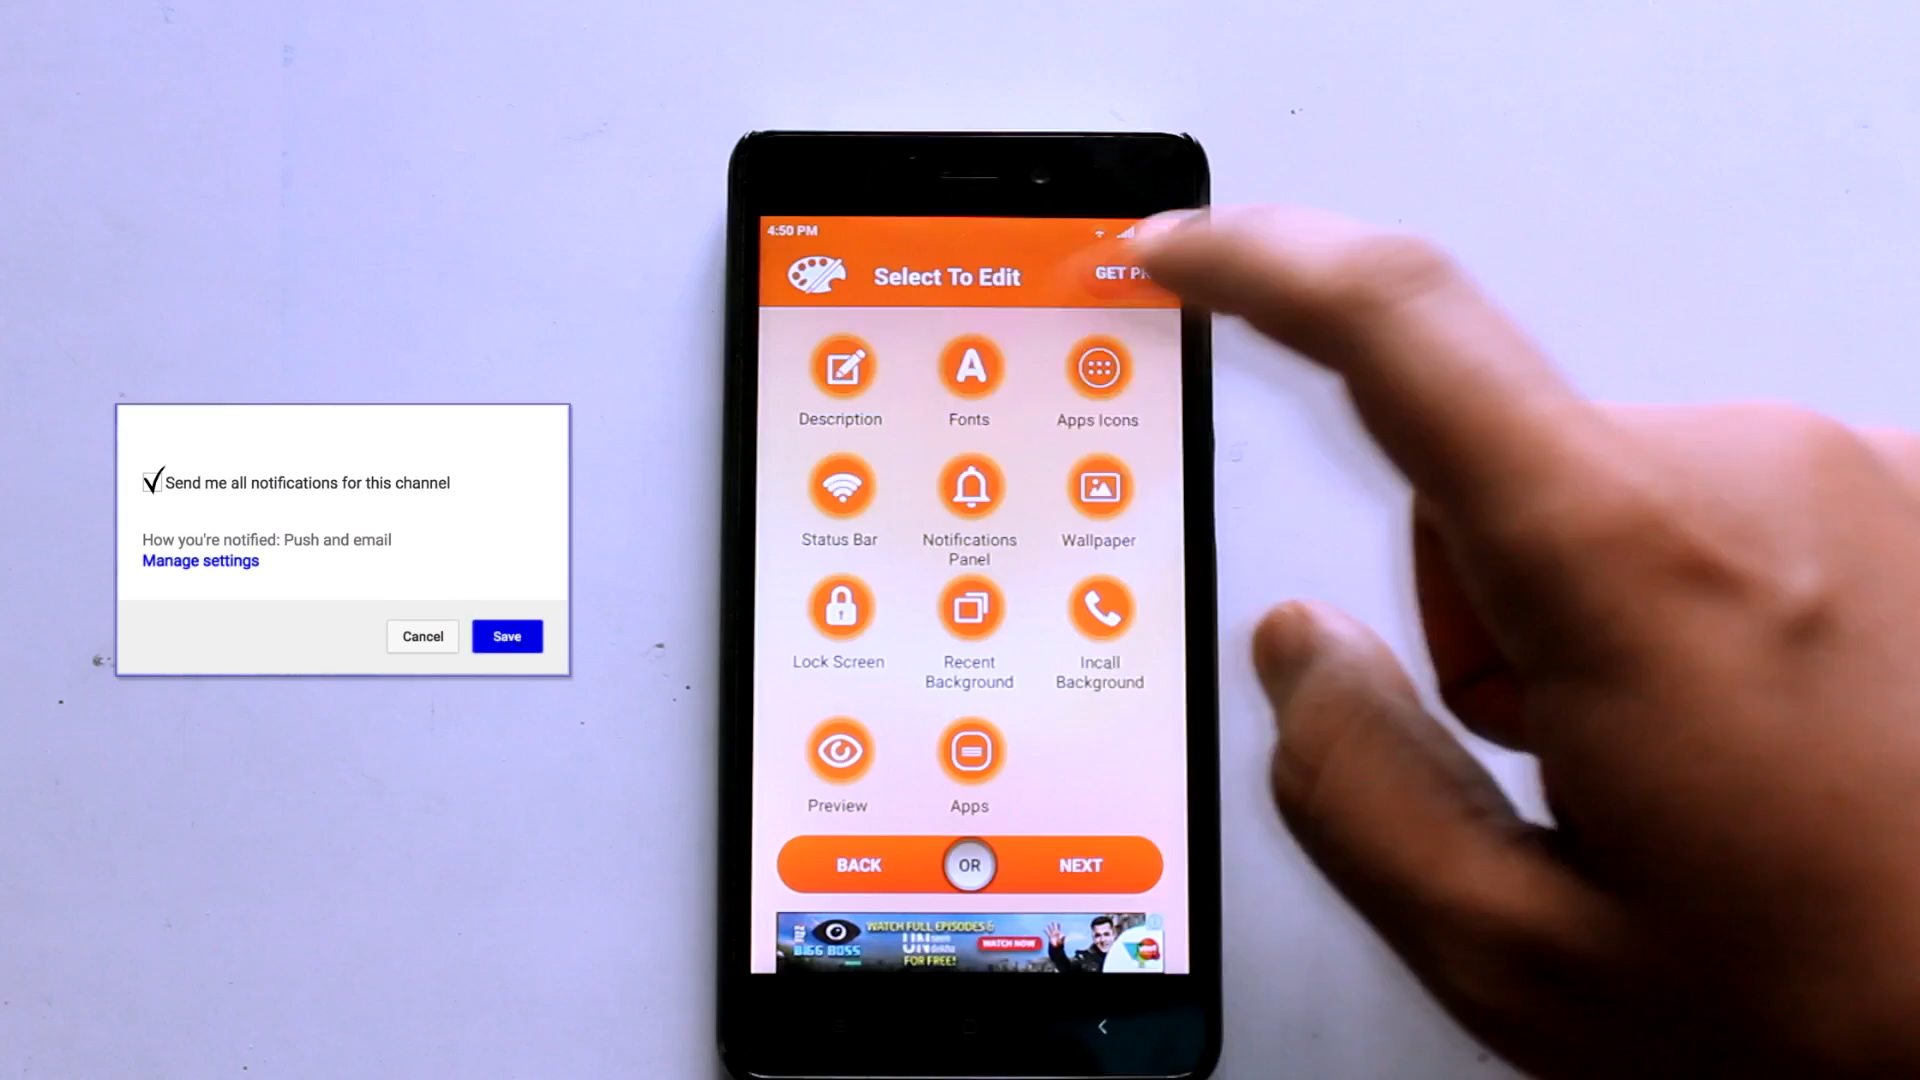 Send me all notifications for this channel
How you're notified: Push and email
Manage settings
Cancel Save
4:50 PM
Select To Edit GET PR
Description Fonts Apps Icons
Status Bar Notifications Panel Wallpaper
Lock Screen Recent Background Incall Background
Preview Apps
BACK OR NEXT
WATCH FULL EPISODES &
BIGG BOSS UN WATCH NOW
FOR FREE!